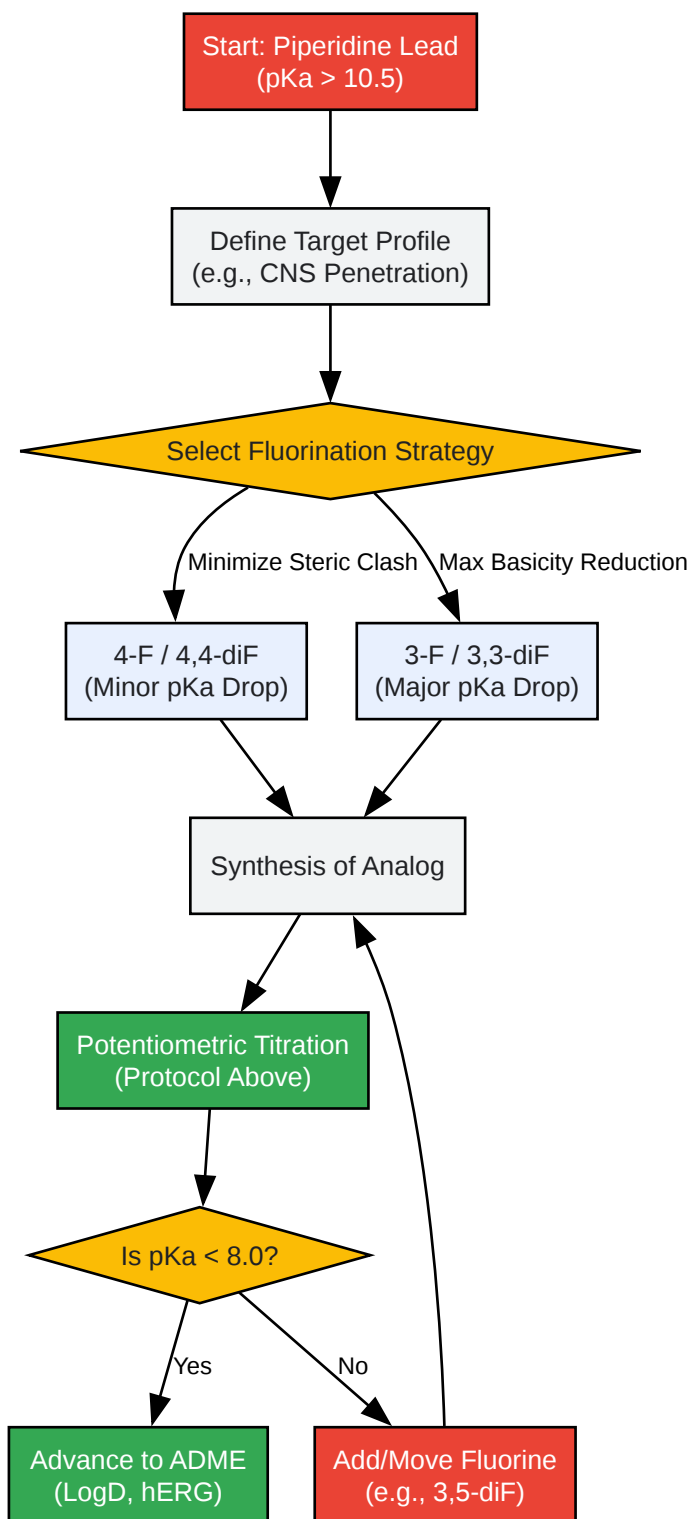 Start: Piperidine Lead
(pKa > 10.5)
Define Target Profile
(e.g., CNS Penetration)
Select Fluorination Strategy
Minimize Steric Clash
Max Basicity Reduction
4-F / 4,4-diF
(Minor pKa Drop)
3-F / 3,3-diF
(Major pKa Drop)
Synthesis of Analog
Potentiometric Titration
(Protocol Above)
Is pKa < 8.0?
Yes
No
Advance to ADME
(LogD, hERG)
Add/Move Fluorine
(e.g., 3,5-diF)